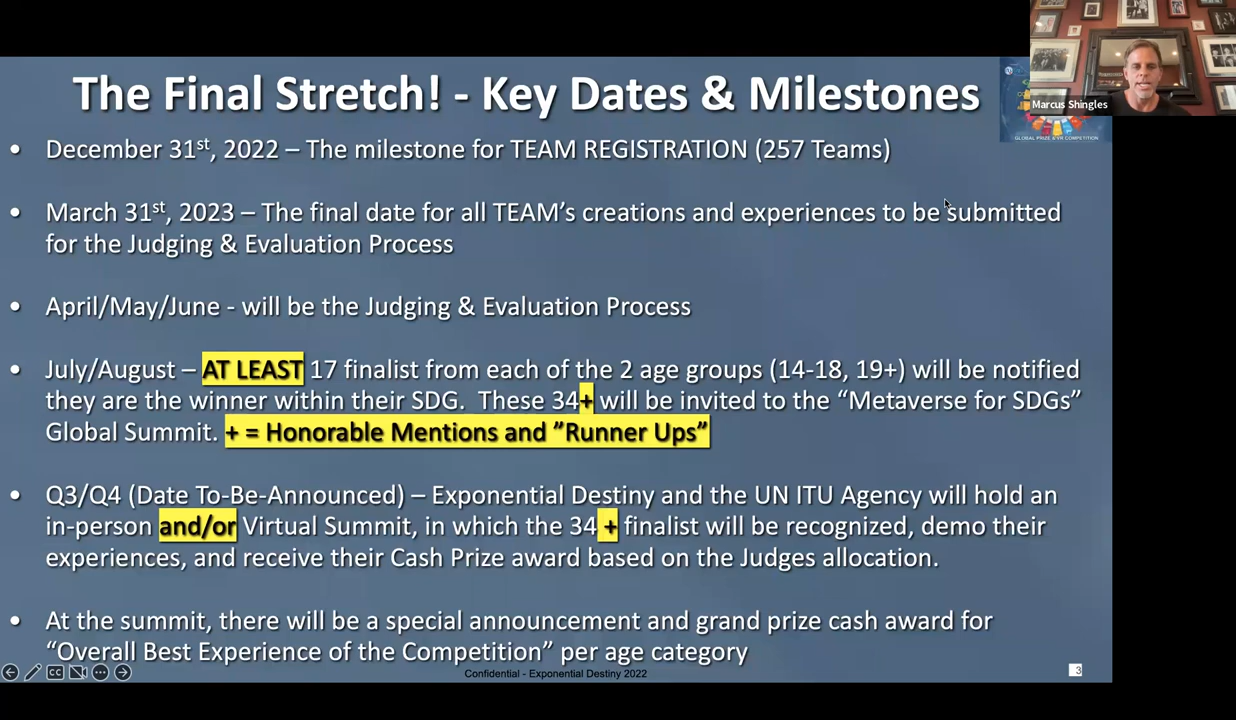 The Final Stretch! - Key Dates & Milestones
Marcus Shingles
GLOBAL PRIZE & VR COMPETITION
• December 31st, 2022 – The milestone for TEAM REGISTRATION (257 Teams)
• March 31st, 2023 – The final date for all TEAM’s creations and experiences to be submitted
for the Judging & Evaluation Process
• April/May/June - will be the Judging & Evaluation Process
• July/August – AT LEAST 17 finalist from each of the 2 age groups (14-18, 19+) will be notified
they are the winner within their SDG. These 34+ will be invited to the “Metaverse for SDGs”
Global Summit. + = Honorable Mentions and ”Runner Ups”
• Q3/Q4 (Date To-Be-Announced) – Exponential Destiny and the UN ITU Agency will hold an
in-person and/or Virtual Summit, in which the 34 + finalist will be recognized, demo their
experiences, and receive their Cash Prize award based on the Judges allocation.
• At the summit, there will be a special announcement and grand prize cash award for
“Overall Best Experience of the Competition” per age category
CC
Confidential - Exponential Destiny 2022
3